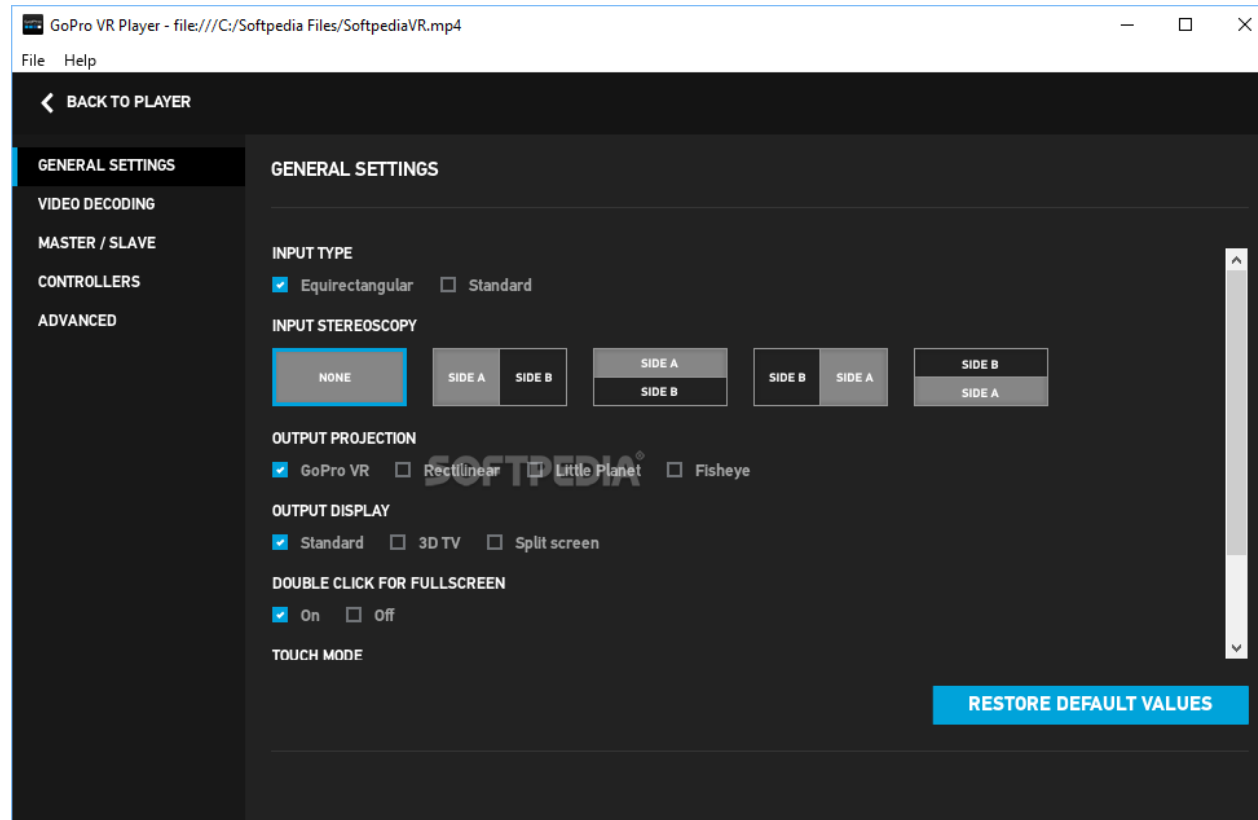 GoPro VR Player - file:///C:/Softpedia Files/SoftpediaVR.mp4
File Help
BACK TO PLAYER
GENERAL SETTINGS
VIDEO DECODING
MASTER / SLAVE
CONTROLLERS
ADVANCED
GENERAL SETTINGS
INPUT TYPE
Equirectangular Standard
INPUT STEREOSCOPY
NONE
SIDE A SIDE B
SIDE A
SIDE B
SIDE B SIDE A
SIDE B
SIDE A
OUTPUT PROJECTION
GoPro VR Rectilinear Little Planet Fisheye
SOFTPEDIA®
OUTPUT DISPLAY
Standard 3D TV Split screen
DOUBLE CLICK FOR FULLSCREEN
On Off
TOUCH MODE
RESTORE DEFAULT VALUES